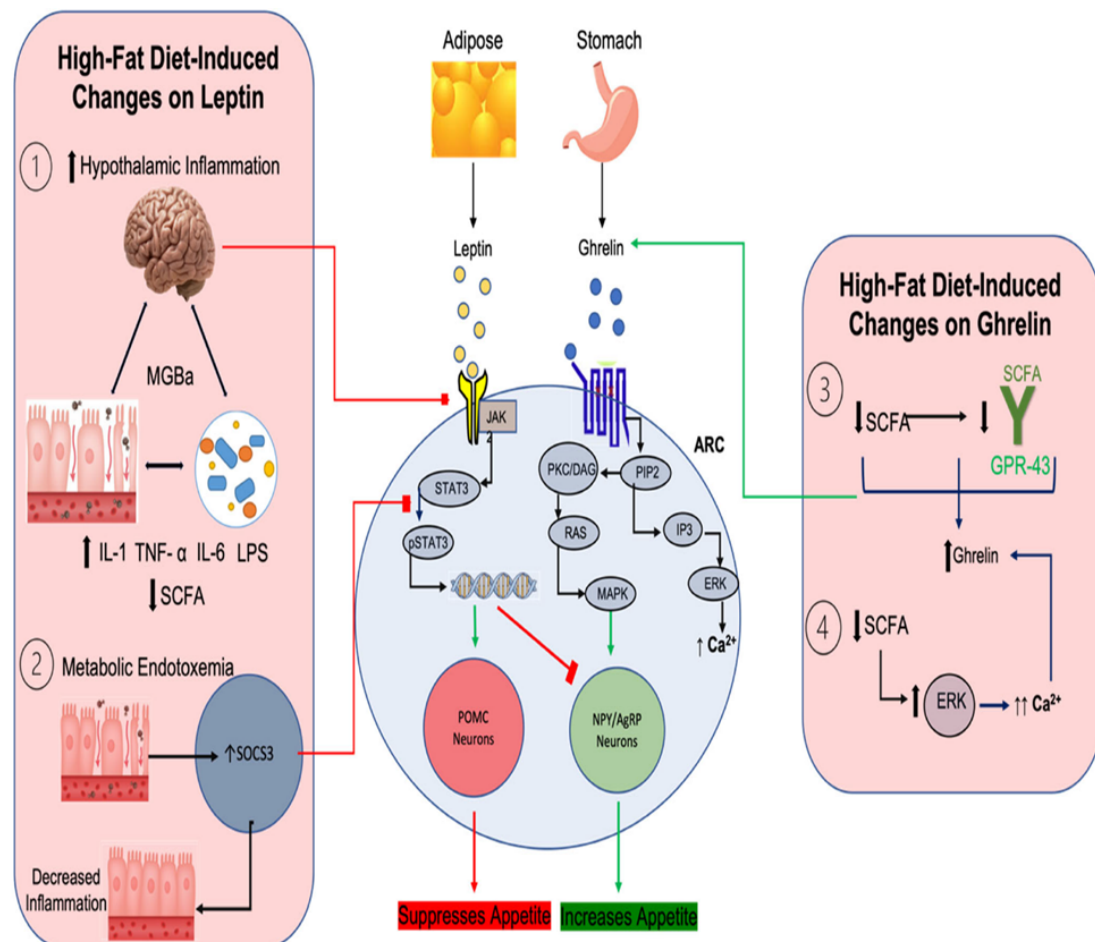 High-Fat Diet-Induced
Changes on Leptin
1
↑ Hypothalamic Inflammation
MGBa
↑ IL-1 TNF- α IL-6 LPS
↓ SCFA
2
Metabolic Endotoxemia
↑SOCS3
Decreased
Inflammation
Adipose
Stomach
Leptin
Ghrelin
JAK
2
ARC
STAT3
pSTAT3
PKC/DAG
PIP2
RAS
IP3
MAPK
ERK
↑ Ca²⁺
POMC
Neurons
NPY/AgRP
Neurons
Suppresses Appetite
Increases Appetite
High-Fat Diet-Induced
Changes on Ghrelin
3
↓SCFA
↓
SCFA
GPR-43
↑Ghrelin
4
↓SCFA
↑ ERK
↑↑ Ca²⁺